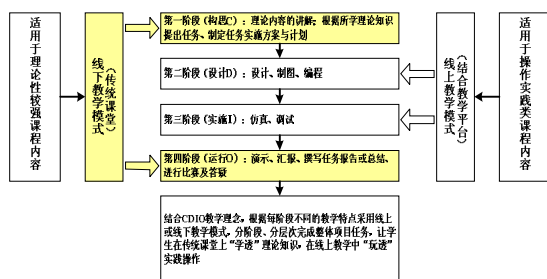 适用于理论性较强课程内容
线下教学模式
（传统课堂）
第一阶段（构思C）：理论内容的讲解；根据所学理论知识
提出任务、制定任务实施方案与计划
第二阶段（设计D）：设计、制图、编程
第三阶段（实施I）：仿真、调试
第四阶段（运行O）：演示、汇报、撰写任务报告或总结、
进行比赛及答疑
结合CDIO教学理念，根据每阶段不同的教学特点采用线上
或线下教学模式，分阶段、分层次完成整体项目任务，让学
生在传统课堂上“学透”理论知识，在线上教学中“玩透”
实践操作
线上教学模式
（结合教学平台）
适用于操作实践类课程内容